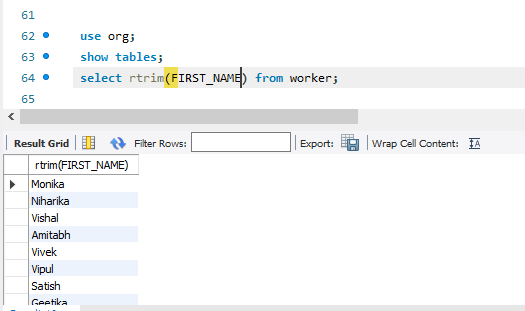 61
62 use org;
63 show tables;
64 select rtrim(FIRST_NAME) from worker;
65
Result Grid Filter Rows: Export: Wrap Cell Content: IA
rtrim(FIRST_NAME)
Monika
Niharika
Vishal
Amitabh
Vivek
Vipul
Satish
Geetika